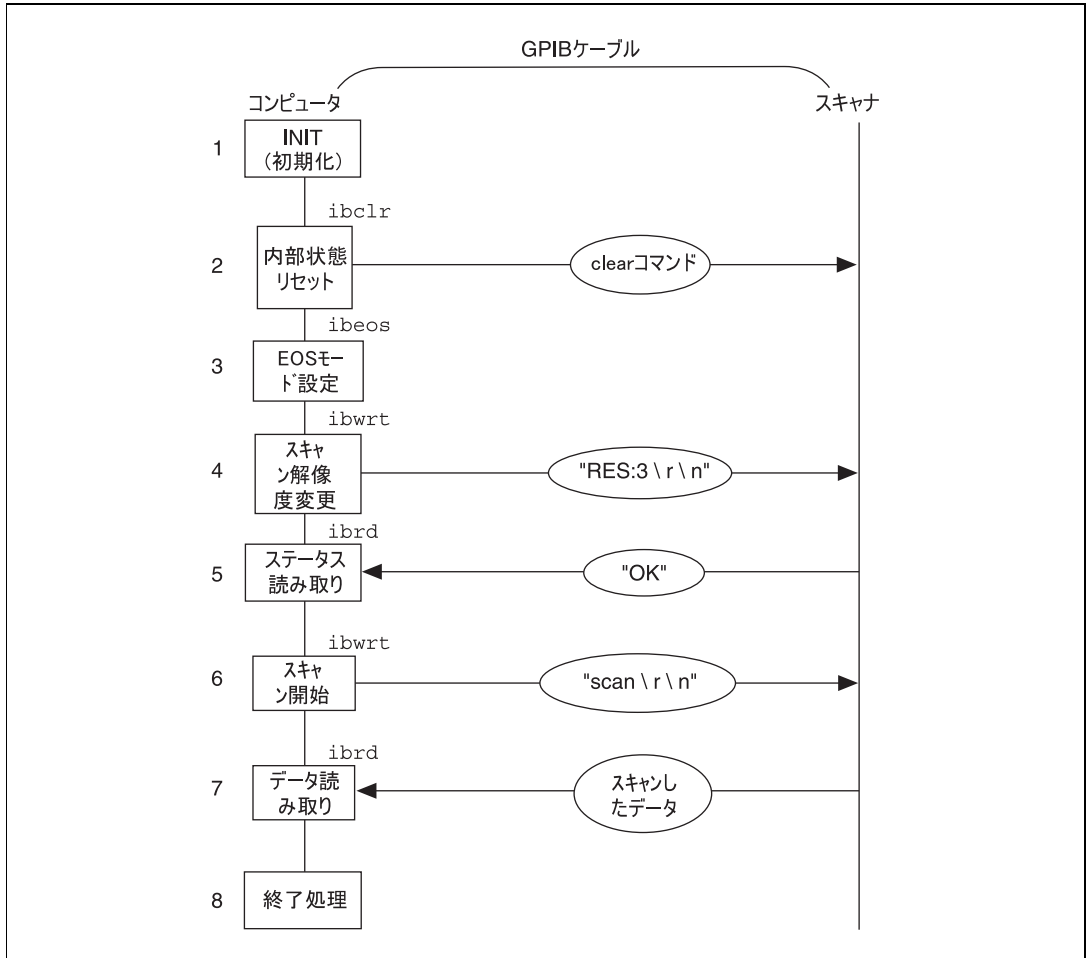 GPIBケーブル
コンピュータ
スキャナ
1
INIT
(初期化)
ibclr
2
内部状態
リセット
clearコマンド
ibeos
3
EOSモー
ド設定
ibwrt
4
スキャ
ン解像
度変更
"RES:3 \ r \ n"
ibrd
5
ステータス
読み取り
"OK"
ibwrt
6
スキャ
ン開始
"scan \ r \ n"
ibrd
7
データ読
み取り
スキャンし
たデータ
8
終了処理